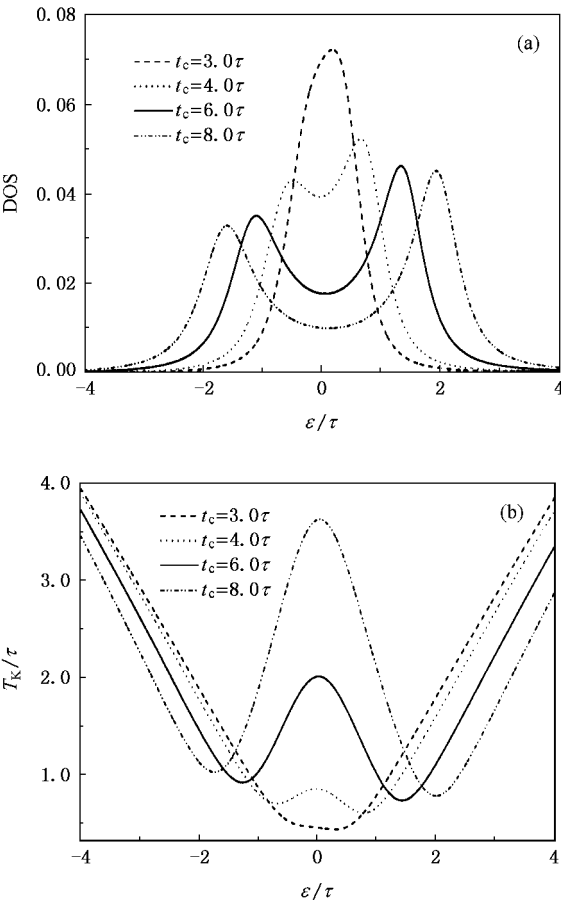 0.08
(a)
t_c=3.0τ
t_c=4.0τ
t_c=6.0τ
t_c=8.0τ
0.06
0.04
0.02
0.00
DOS
−4 −2 0 2 4
ε/τ
4.0
(b)
t_c=3.0τ
t_c=4.0τ
t_c=6.0τ
t_c=8.0τ
3.0
2.0
1.0
T_K/τ
−4 −2 0 2 4
ε/τ